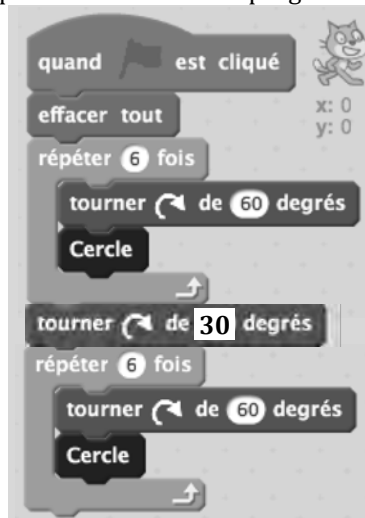 quand est cliqué
x: 0
effacer tout
y: 0
répéter 6 fois
tourner de 60 degrés
Cercle
tourner de 30 degrés
répéter 6 fois
tourner de 60 degrés
Cercle